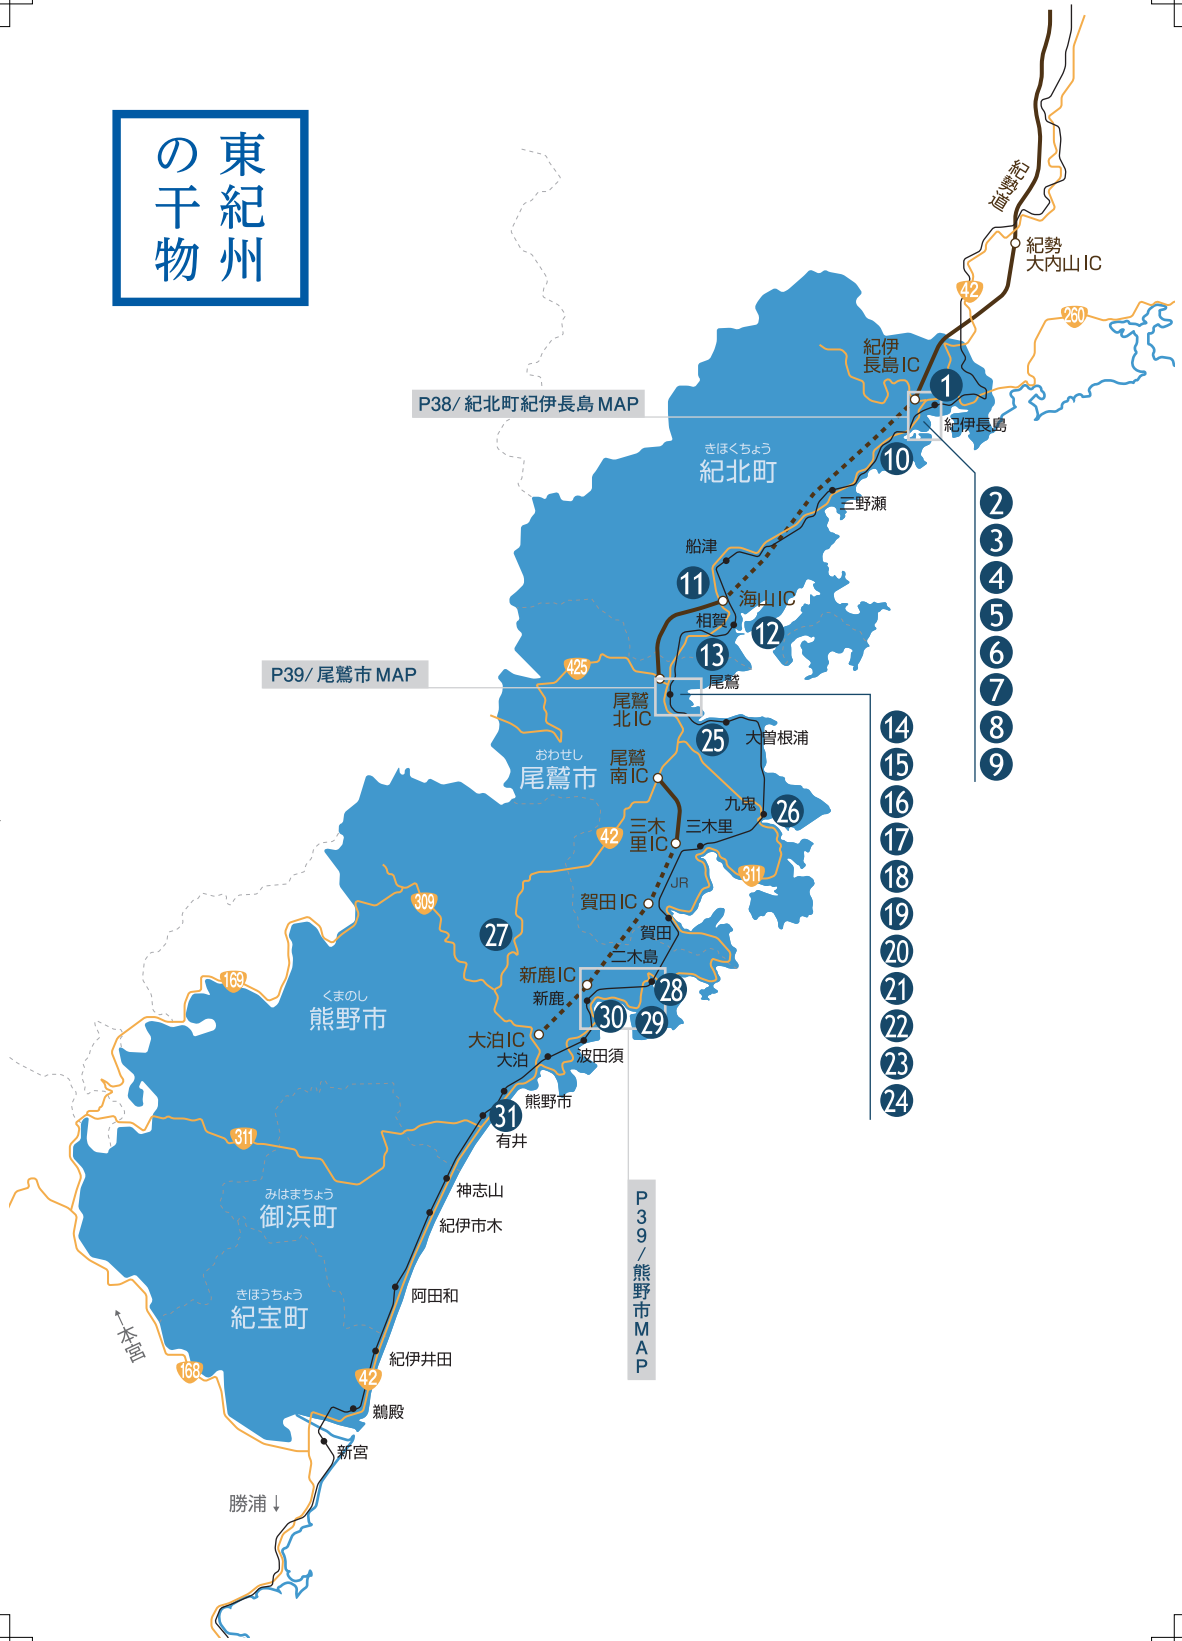 東紀州
の干物
紀勢道
紀勢
大内山IC
42
260
紀伊
長島IC
1
P38/紀北町紀伊長島MAP
紀伊長島
きほくちょう
紀北町
10
三野瀬
2
3
4
5
6
7
8
9
船津
11
海山IC
相賀
12
13
425
P39/尾鷲市MAP
尾鷲
尾鷲
北IC
25
大曽根浦
14
15
16
17
18
19
20
21
22
23
24
おわせし
尾鷲市
尾鷲
南IC
九鬼
26
三木
里IC
三木里
42
JR
311
309
賀田IC
賀田
27
二木島
新鹿IC
新鹿
28
30
29
169
くまのし
熊野市
大泊IC
大泊
波田須
熊野市
31
有井
311
神志山
みはまちょう
御浜町
紀伊市木
P39/熊野市MAP
きほうちょう
紀宝町
阿田和
本宮
紀伊井田
168
42
鵜殿
新宮
勝浦↓